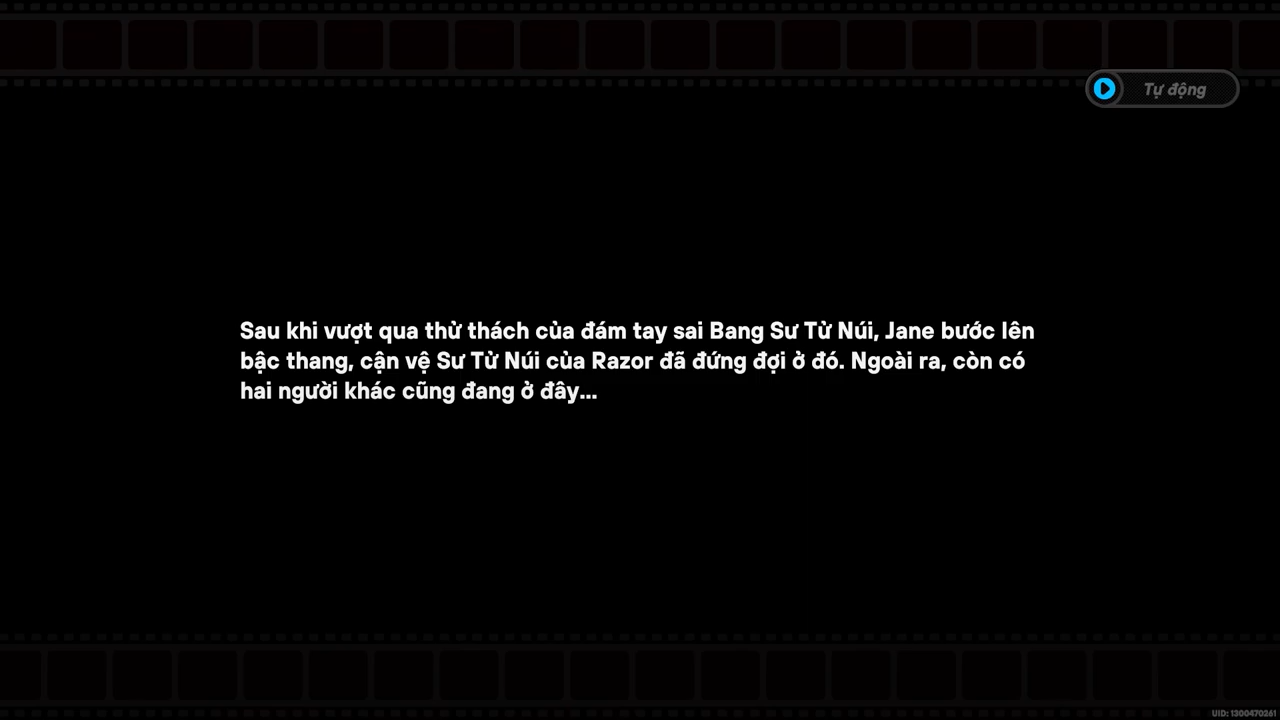 Tự động
Sau khi vượt qua thử thách của đám tay sai Bang Sư Tử Núi, Jane bước lên
bậc thang, cận vệ Sư Tử Núi của Razor đã đứng đợi ở đó. Ngoài ra, còn có
hai người khác cũng đang ở đây...
UID: 1300470261